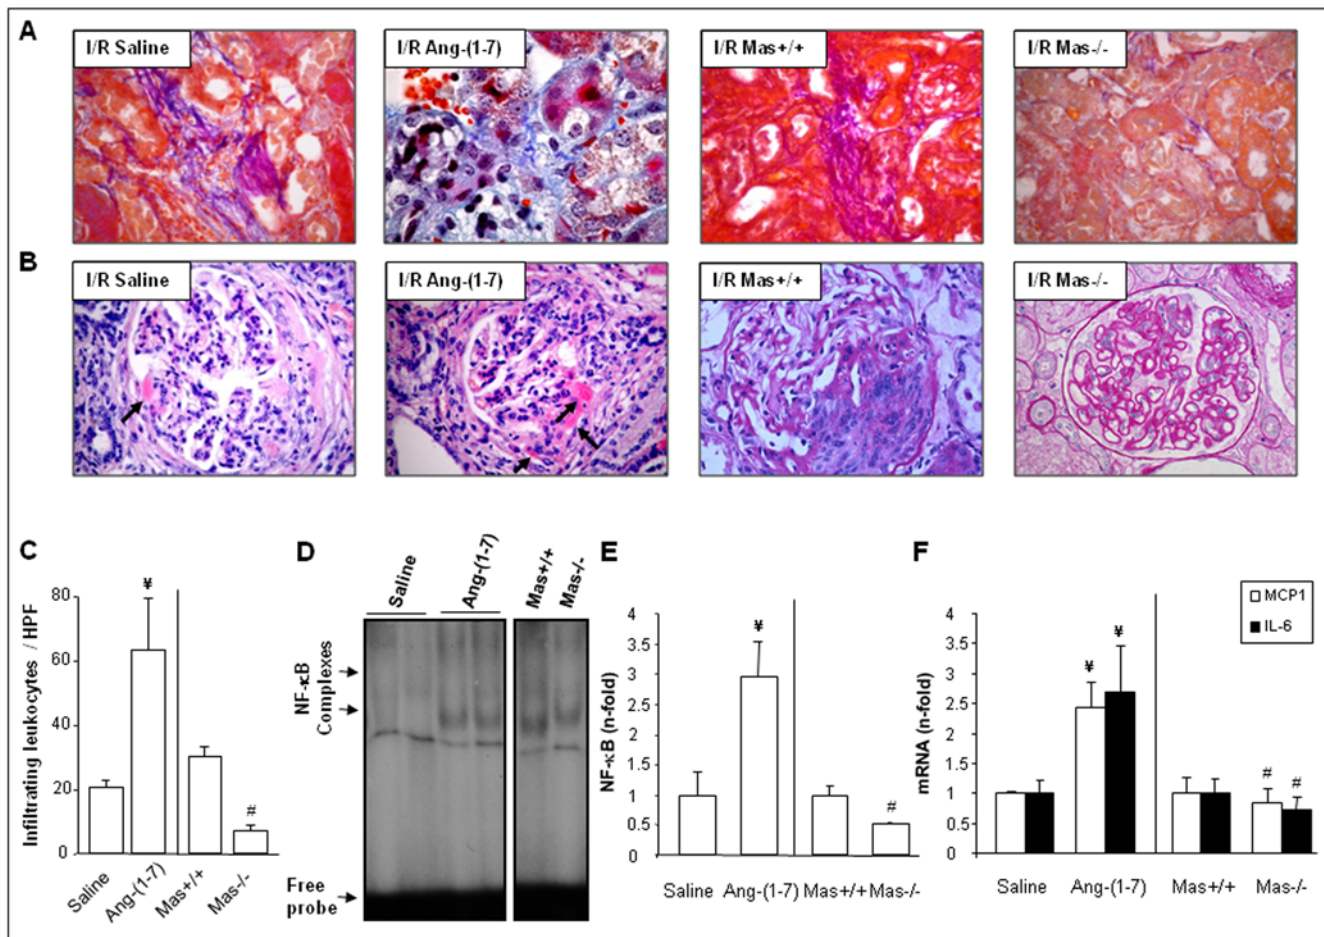 A
I/R Saline
I/R Ang-(1-7)
I/R Mas+/+
I/R Mas-/-
B
I/R Saline
I/R Ang-(1-7)
I/R Mas+/+
I/R Mas-/-
C
Infiltrating leukocytes / HPF
80
60
40
20
0
¥
#
Saline
Ang-(1-7)
Mas+/+
Mas-/-
D
Saline
Ang-(1-7)
Mas+/+
Mas-/-
NF-κB
Complexes
Free
probe
E
NF-κB (n-fold)
4
3.5
3
2.5
2
1.5
1
0.5
0
¥
#
Saline
Ang-(1-7)
Mas+/+
Mas-/-
F
MCP1
IL-6
mRNA (n-fold)
4
3.5
3
2.5
2
1.5
1
0.5
0
¥
¥
#
#
Saline
Ang-(1-7)
Mas+/+
Mas-/-